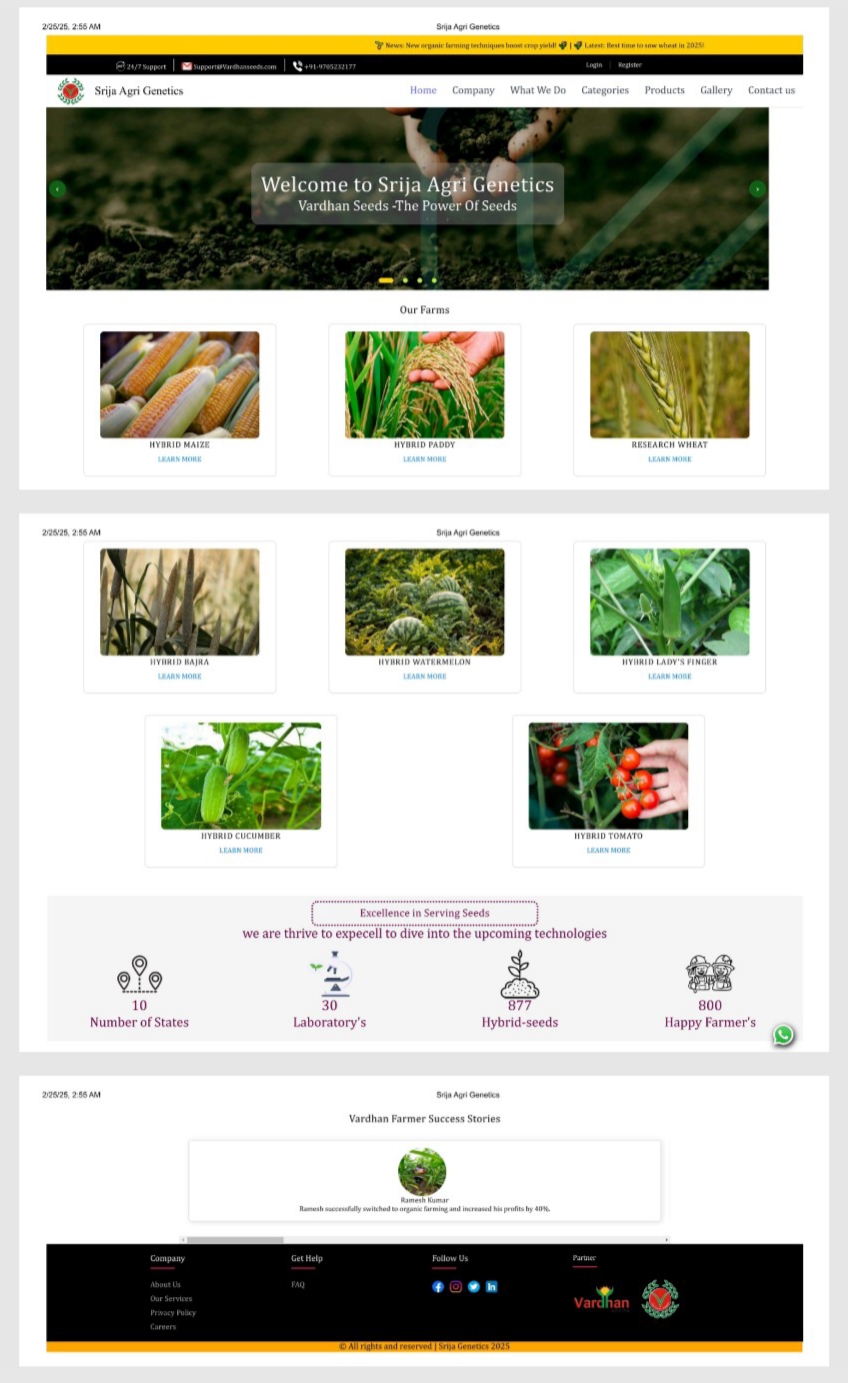 2/25/25, 2:55 AM Srija Agri Genetics
News: New organic farming techniques boost crop yield! | Latest: Best time to sow wheat in 2025!
24/7 Support Support@Vardhanseeds.com +91-9705232177 Login Register
Srija Agri Genetics Home Company What We Do Categories Products Gallery Contact us
Welcome to Srija Agri Genetics
Vardhan Seeds -The Power Of Seeds
Our Farms
HYBRID MAIZE HYBRID PADDY RESEARCH WHEAT
LEARN MORE LEARN MORE LEARN MORE
2/25/25, 2:55 AM Srija Agri Genetics
HYBRID BAJRA HYBRID WATERMELON HYBRID LADY'S FINGER
LEARN MORE LEARN MORE LEARN MORE
HYBRID CUCUMBER HYBRID TOMATO
LEARN MORE LEARN MORE
Excellence in Serving Seeds
we are thrive to expecell to dive into the upcoming technologies
10 30 877 800
Number of States Laboratory's Hybrid-seeds Happy Farmer's
2/25/25, 2:55 AM Srija Agri Genetics
Vardhan Farmer Success Stories
Ramesh Kumar
Ramesh successfully switched to organic farming and increased his profits by 40%.
Company Get Help Follow Us Partner
About Us FAQ
Our Services
Privacy Policy
Careers
Vardhan
© All rights and reserved | Srija Genetics 2025